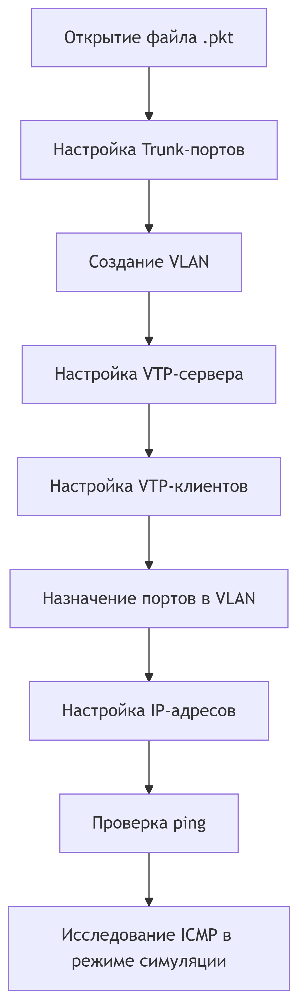 Открытие файла .pkt
Настройка Trunk-портов
Создание VLAN
Настройка VTP-сервера
Настройка VTP-клиентов
Назначение портов в VLAN
Настройка IP-адресов
Проверка ping
Исследование ICMP в
режиме симуляции